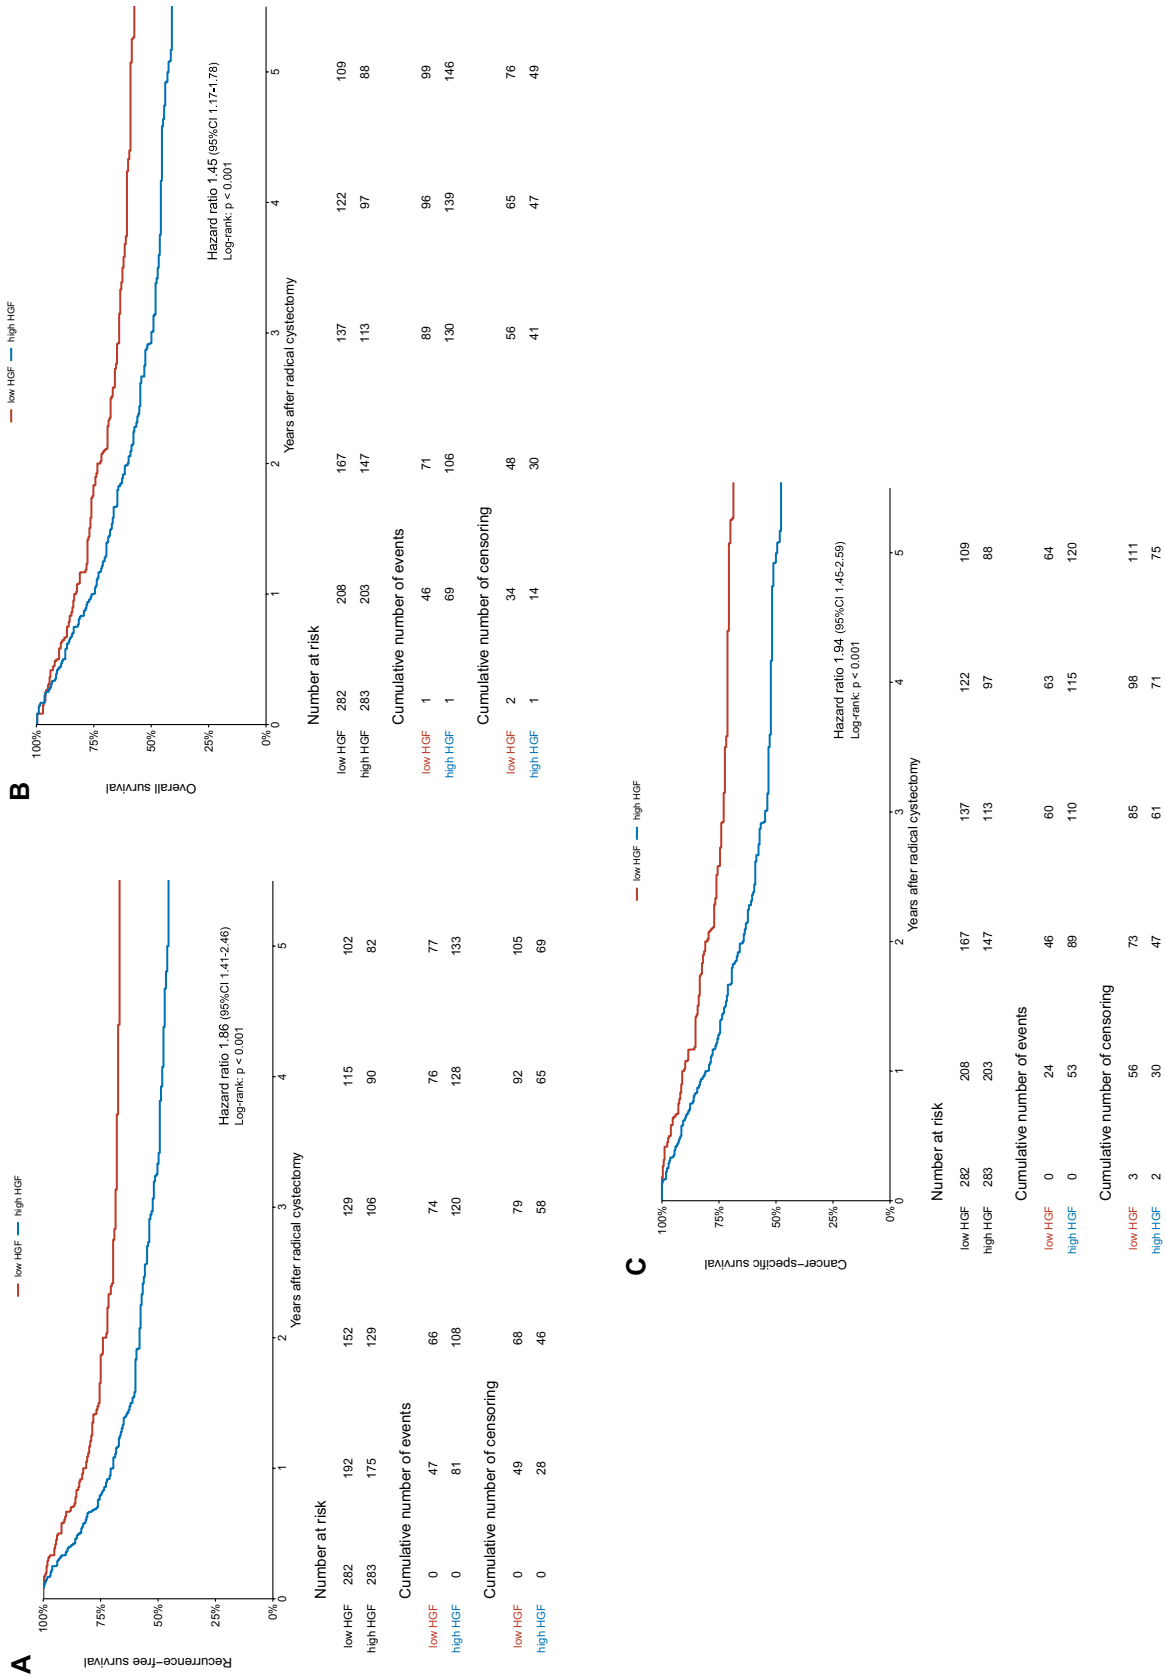 A
low HGF high HGF
100%
75%
50%
25%
0%
Recurrence−free survival
0 1 2 3 4 5
Years after radical cystectomy
Hazard ratio 1.86 (95%CI 1.41-2.46)
Log-rank: p < 0.001
Number at risk
low HGF 282 192 152 129 115 102
high HGF 283 175 129 106 90 82
Cumulative number of events
low HGF 0 47 66 74 76 77
high HGF 0 81 108 120 128 133
Cumulative number of censoring
low HGF 0 49 68 79 92 105
high HGF 0 28 46 58 65 69
B
low HGF high HGF
100%
75%
50%
25%
0%
Overall survival
0 1 2 3 4 5
Years after radical cystectomy
Hazard ratio 1.45 (95%CI 1.17-1.78)
Log-rank: p < 0.001
Number at risk
low HGF 282 208 167 137 122 109
high HGF 283 203 147 113 97 88
Cumulative number of events
low HGF 1 46 71 89 96 99
high HGF 1 69 106 130 139 146
Cumulative number of censoring
low HGF 2 34 48 56 65 76
high HGF 1 14 30 41 47 49
C
low HGF high HGF
100%
75%
50%
25%
0%
Cancer−specific survival
0 1 2 3 4 5
Years after radical cystectomy
Hazard ratio 1.94 (95%CI 1.45-2.59)
Log-rank: p < 0.001
Number at risk
low HGF 282 208 167 137 122 109
high HGF 283 203 147 113 97 88
Cumulative number of events
low HGF 0 24 46 60 63 64
high HGF 0 53 89 110 115 120
Cumulative number of censoring
low HGF 3 56 73 85 98 111
high HGF 2 30 47 61 71 75